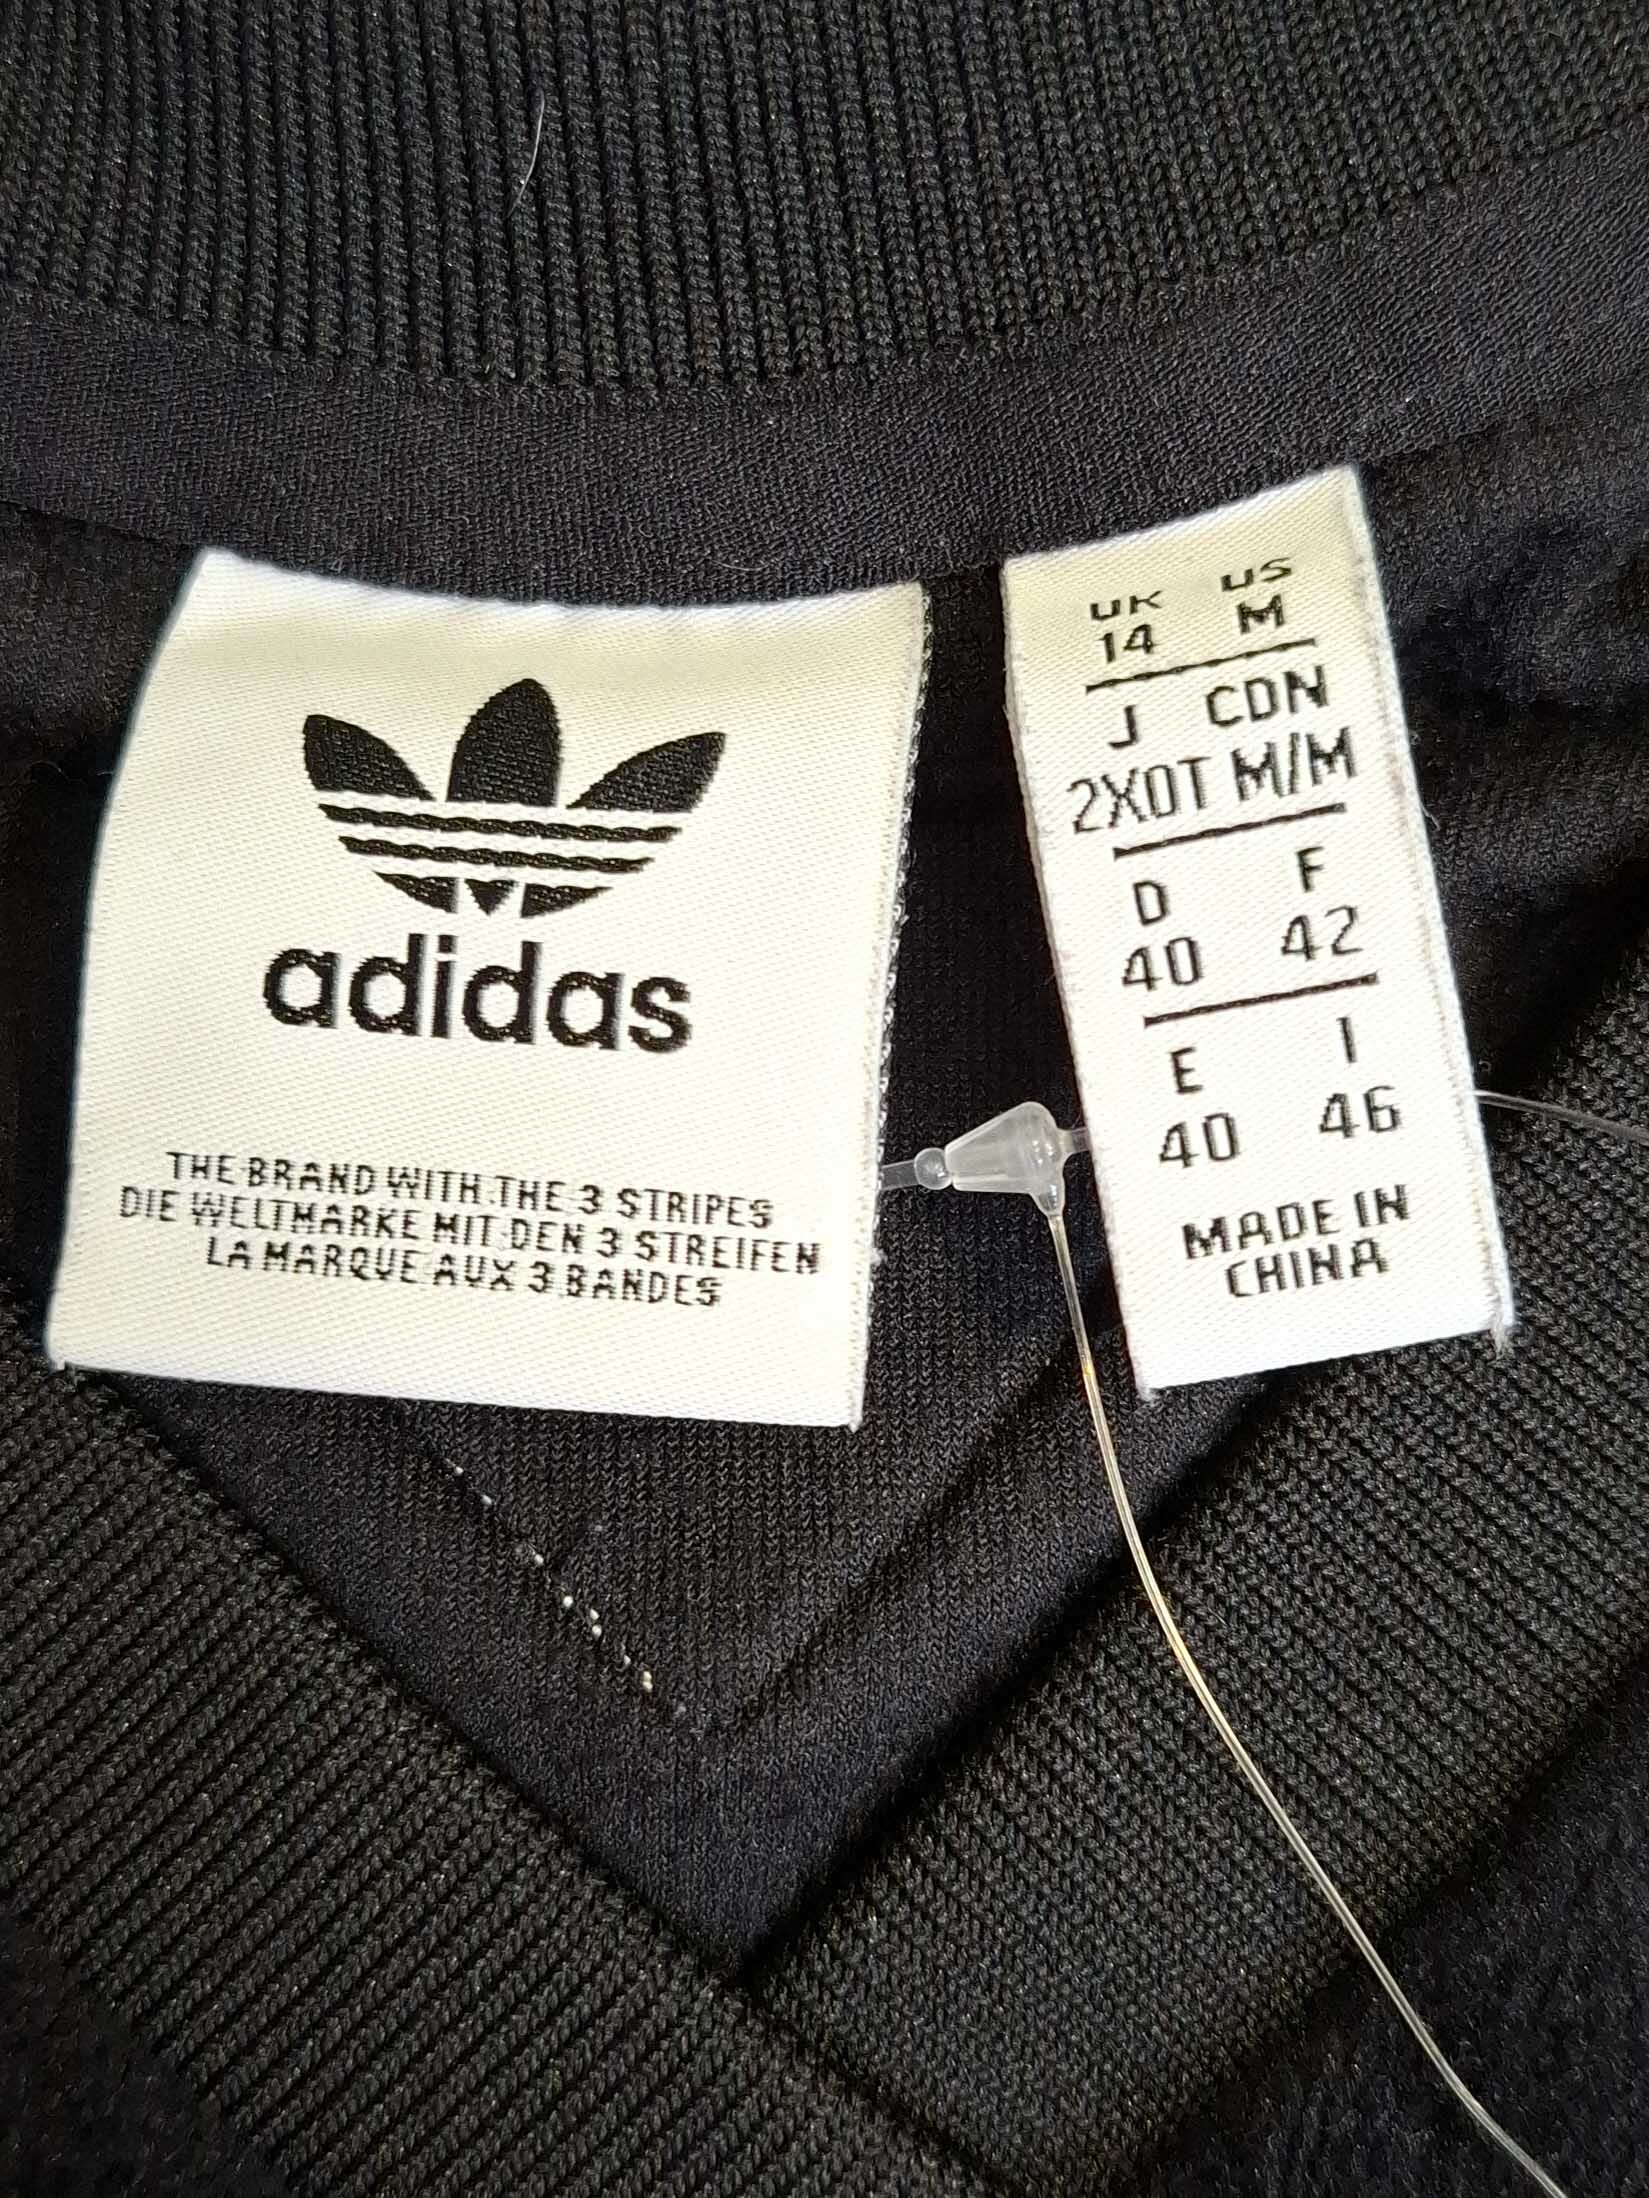 adidas
THE BRAND WITH THE 3 STRIPES
DIE WELTMARKE MIT DEN 3 STREIFEN
LA MARQUE AUX 3 BANDES
UK US
14 M
J CDN
2XOT M/M
D F
40 42
E I
40 46
MADE IN
CHINA